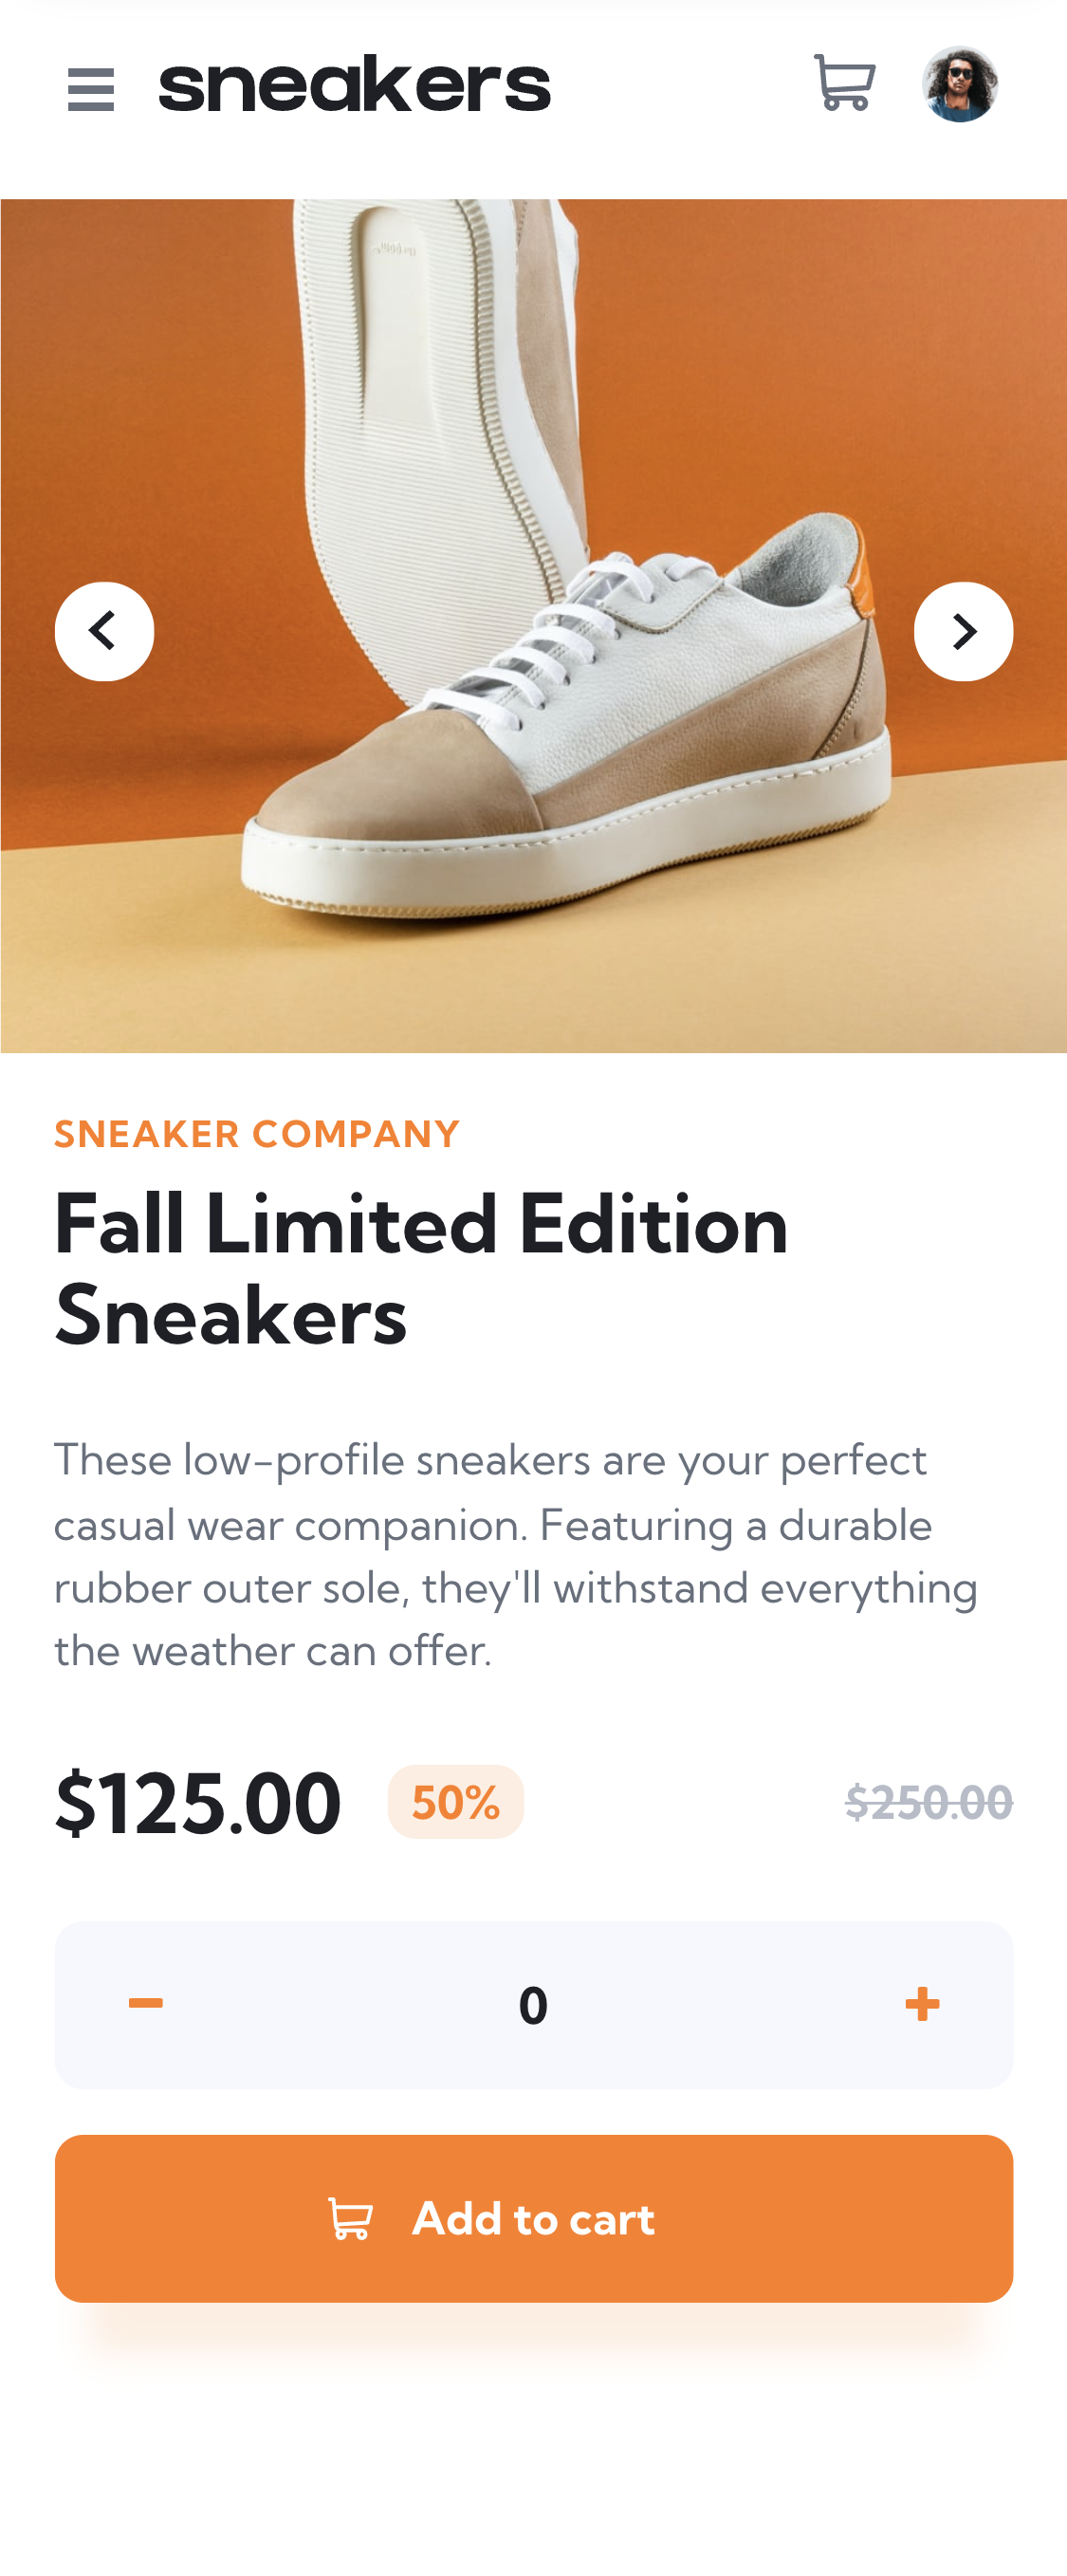 sneakers
SNEAKER COMPANY
Fall Limited Edition
Sneakers
These low-profile sneakers are your perfect
casual wear companion. Featuring a durable
rubber outer sole, they'll withstand everything
the weather can offer.
$125.00 50% $250.00
0
Add to cart